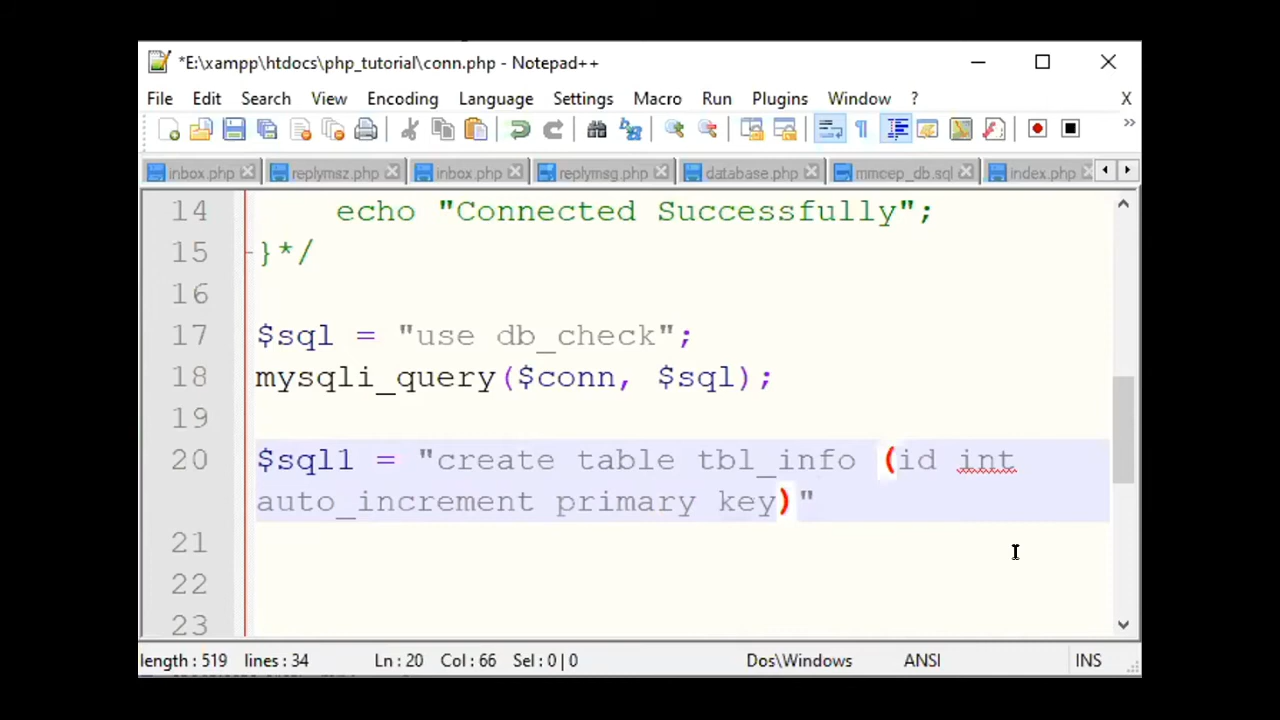 *E:\xampp\htdocs\php_tutorial\conn.php - Notepad++
File Edit Search View Encoding Language Settings Macro Run Plugins Window ? X
inbox.php replymsz.php inbox.php replymsg.php database.php mmcep_db.sql index.php
14 echo "Connected Successfully";
15 }*/
16
17 $sql = "use db_check";
18 mysqli_query($conn, $sql);
19
20 $sql1 = "create table tbl_info (id int
auto_increment primary key)"
21
22
23
length : 519 lines : 34 Ln : 20 Col : 66 Sel : 0 | 0 Dos\Windows ANSI INS